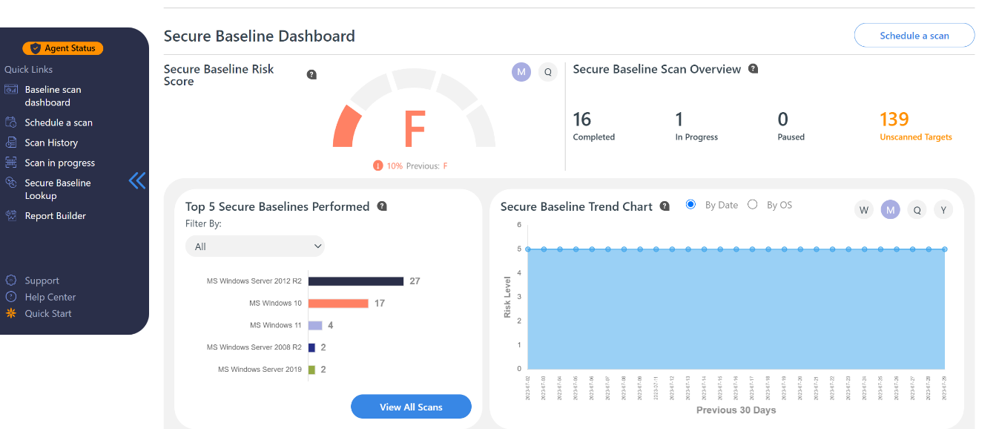 Agent Status
Quick Links
Baseline scan
dashboard
Schedule a scan
Scan History
Scan in progress
Secure Baseline
Lookup
Report Builder
Support
Help Center
Quick Start
Secure Baseline Dashboard
Schedule a scan
Secure Baseline Risk
Score
?
M
Q
F
! 10% Previous: F
Secure Baseline Scan Overview ?
16
Completed
1
In Progress
0
Paused
139
Unscanned Targets
Top 5 Secure Baselines Performed ?
Filter By:
All
MS Windows Server 2012 R2 27
MS Windows 10 17
MS Windows 11 4
MS Windows Server 2008 R2 2
MS Windows Server 2019 2
View All Scans
Secure Baseline Trend Chart ? By Date By OS
W M Q Y
6
5
4
3
2
1
0
Risk Level
2023-07-02
2023-07-03
2023-07-04
2023-07-05
2023-07-06
2023-07-07
2023-07-08
2023-07-09
2023-07-11
2023-07-12
2023-07-13
2023-07-14
2023-07-15
2023-07-16
2023-07-17
2023-07-18
2023-07-19
2023-07-20
2023-07-21
2023-07-22
2023-07-23
2023-07-24
2023-07-25
2023-07-26
2023-07-27
2023-07-28
2023-07-29
Previous 30 Days